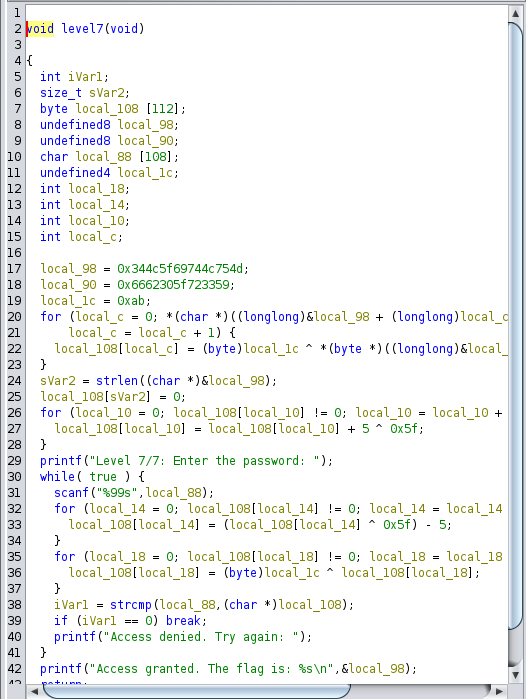 1
2 void level7(void)
3
4 {
5 int iVar1;
6 size_t sVar2;
7 byte local_108 [112];
8 undefined8 local_98;
9 undefined8 local_90;
10 char local_88 [108];
11 undefined4 local_1c;
12 int local_18;
13 int local_14;
14 int local_10;
15 int local_c;
16
17 local_98 = 0x344c5f69744c754d;
18 local_90 = 0x6662305f723359;
19 local_1c = 0xab;
20 for (local_c = 0; *(char *)((longlong)&local_98 + (longlong)local_c
21 local_c = local_c + 1) {
22 local_108[local_c] = (byte)local_1c ^ *(byte *)((longlong)&local_
23 }
24 sVar2 = strlen((char *)&local_98);
25 local_108[sVar2] = 0;
26 for (local_10 = 0; local_108[local_10] != 0; local_10 = local_10 +
27 local_108[local_10] = local_108[local_10] + 5 ^ 0x5f;
28 }
29 printf("Level 7/7: Enter the password: ");
30 while( true ) {
31 scanf("%99s",local_88);
32 for (local_14 = 0; local_108[local_14] != 0; local_14 = local_14
33 local_108[local_14] = (local_108[local_14] ^ 0x5f) - 5;
34 }
35 for (local_18 = 0; local_108[local_18] != 0; local_18 = local_18
36 local_108[local_18] = (byte)local_1c ^ local_108[local_18];
37 }
38 iVar1 = strcmp(local_88,(char *)local_108);
39 if (iVar1 == 0) break;
40 printf("Access denied. Try again: ");
41 }
42 printf("Access granted. The flag is: %s\n",&local_98);